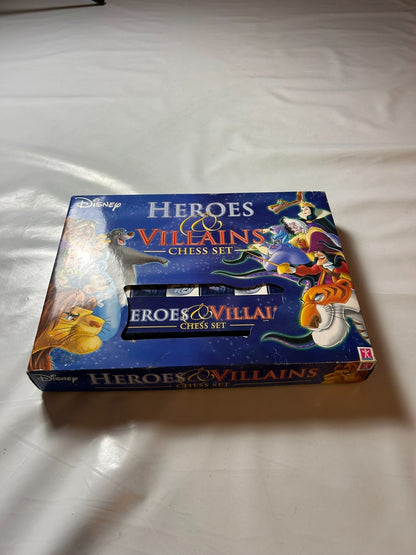 Disney
HEROES
&
VILLAINS
CHESS SET
HEROES & VILLAI
CHESS SET
Disney
HEROES & VILLAINS
CHESS SET